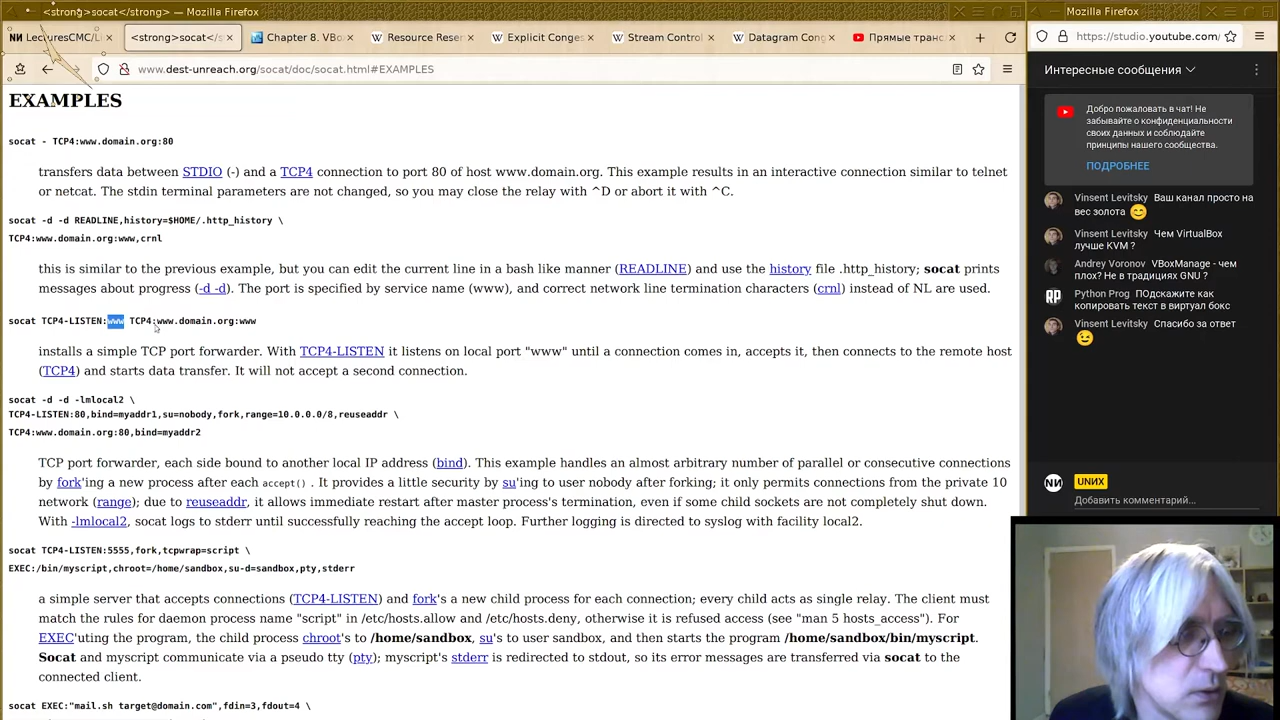 <strong>socat</strong> — Mozilla Firefox
Mozilla Firefox
LecturesCMC/Li
<strong>socat</s
Chapter 8. VBo
Resource Reser
Explicit Conges
Stream Control
Datagram Cong
Прямые транс
https://studio.youtube.com/
www.dest-unreach.org/socat/doc/socat.html#EXAMPLES
EXAMPLES
socat - TCP4:www.domain.org:80
transfers data between STDIO (-) and a TCP4 connection to port 80 of host www.domain.org. This example results in an interactive connection similar to telnet
or netcat. The stdin terminal parameters are not changed, so you may close the relay with ^D or abort it with ^C.
socat -d -d READLINE,history=$HOME/.http_history \
TCP4:www.domain.org:www,crnl
this is similar to the previous example, but you can edit the current line in a bash like manner (READLINE) and use the history file .http_history; socat prints
messages about progress (-d -d). The port is specified by service name (www), and correct network line termination characters (crnl) instead of NL are used.
socat TCP4-LISTEN:www TCP4:www.domain.org:www
installs a simple TCP port forwarder. With TCP4-LISTEN it listens on local port "www" until a connection comes in, accepts it, then connects to the remote host
(TCP4) and starts data transfer. It will not accept a second connection.
socat -d -d -lmlocal2 \
TCP4-LISTEN:80,bind=myaddr1,su=nobody,fork,range=10.0.0.0/8,reuseaddr \
TCP4:www.domain.org:80,bind=myaddr2
TCP port forwarder, each side bound to another local IP address (bind). This example handles an almost arbitrary number of parallel or consecutive connections
by fork'ing a new process after each accept() . It provides a little security by su'ing to user nobody after forking; it only permits connections from the private 10
network (range); due to reuseaddr, it allows immediate restart after master process's termination, even if some child sockets are not completely shut down.
With -lmlocal2, socat logs to stderr until successfully reaching the accept loop. Further logging is directed to syslog with facility local2.
socat TCP4-LISTEN:5555,fork,tcpwrap=script \
EXEC:/bin/myscript,chroot=/home/sandbox,su-d=sandbox,pty,stderr
a simple server that accepts connections (TCP4-LISTEN) and fork's a new child process for each connection; every child acts as single relay. The client must
match the rules for daemon process name "script" in /etc/hosts.allow and /etc/hosts.deny, otherwise it is refused access (see "man 5 hosts_access"). For
EXEC'uting the program, the child process chroot's to /home/sandbox, su's to user sandbox, and then starts the program /home/sandbox/bin/myscript.
Socat and myscript communicate via a pseudo tty (pty); myscript's stderr is redirected to stdout, so its error messages are transferred via socat to the
connected client.
socat EXEC:"mail.sh target@domain.com",fdin=3,fdout=4 \
Интересные сообщения
Добро пожаловать в чат! Не
забывайте о конфиденциальности
своих данных и соблюдайте
принципы нашего сообщества.
ПОДРОБНЕЕ
Vinsent Levitsky Ваш канал просто на
вес золота
Vinsent Levitsky Чем VirtualBox
лучше KVM ?
Andrey Voronov VBoxManage - чем
плох? Не в традициях GNU ?
Python Prog ПОдскажите как
копировать текст в виртуал бокс
Vinsent Levitsky Спасибо за ответ
UNИX
Добавить комментарий...